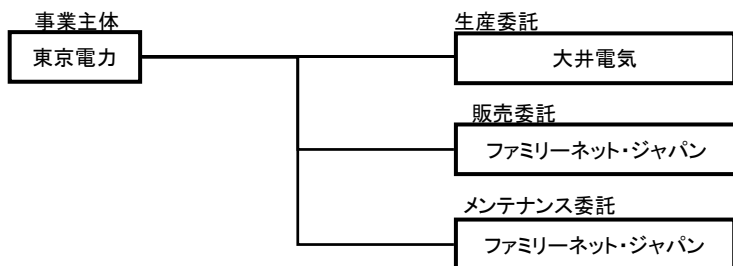 事業主体
東京電力
生産委託
大井電気
販売委託
ファミリーネット・ジャパン
メンテナンス委託
ファミリーネット・ジャパン